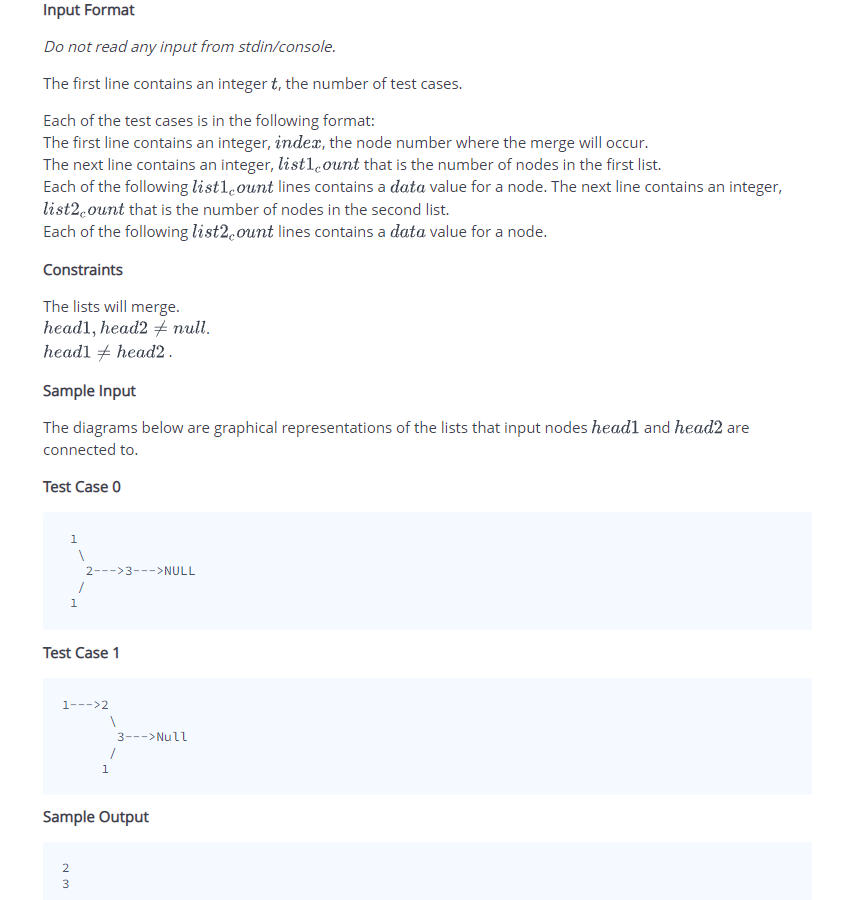 Input Format
Do not read any input from stdin/console.
The first line contains an integer t, the number of test cases.
Each of the test cases is in the following format:
The first line contains an integer, index, the node number where the merge will occur.
The next line contains an integer, list1_count that is the number of nodes in the first list.
Each of the following list1_count lines contains a data value for a node. The next line contains an integer,
list2_count that is the number of nodes in the second list.
Each of the following list2_count lines contains a data value for a node.
Constraints
The lists will merge.
head1, head2 ≠ null.
head1 ≠ head2.
Sample Input
The diagrams below are graphical representations of the lists that input nodes head1 and head2 are
connected to.
Test Case 0
 1
  \
   2--->3--->NULL
  /
 1
Test Case 1
1--->2
      \
       3--->Null
      /
     1
Sample Output
2
3